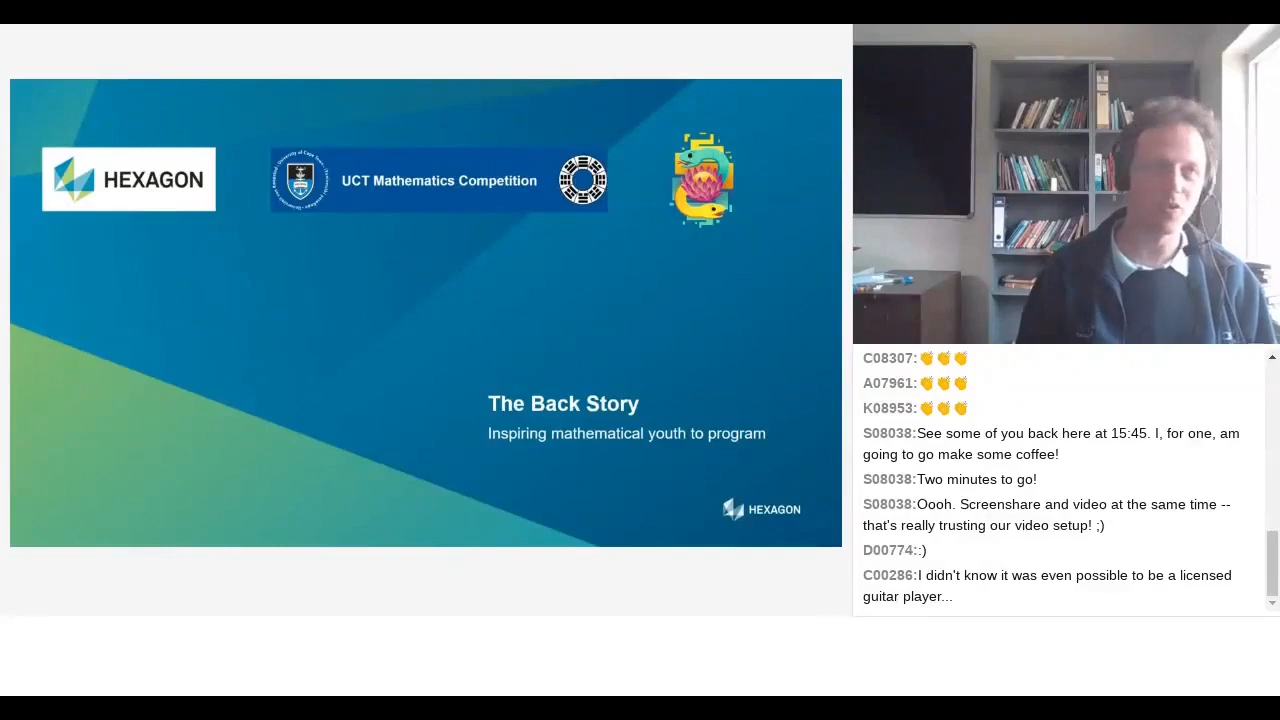 HEXAGON
UCT Mathematics Competition
The Back Story
Inspiring mathematical youth to program
HEXAGON
C08307:👏👏👏
A07961:👏👏👏
K08953:👏👏👏
S08038:See some of you back here at 15:45. I, for one, am
going to go make some coffee!
S08038:Two minutes to go!
S08038:Oooh. Screenshare and video at the same time --
that's really trusting our video setup! ;)
D00774::)
C00286:I didn't know it was even possible to be a licensed
guitar player...